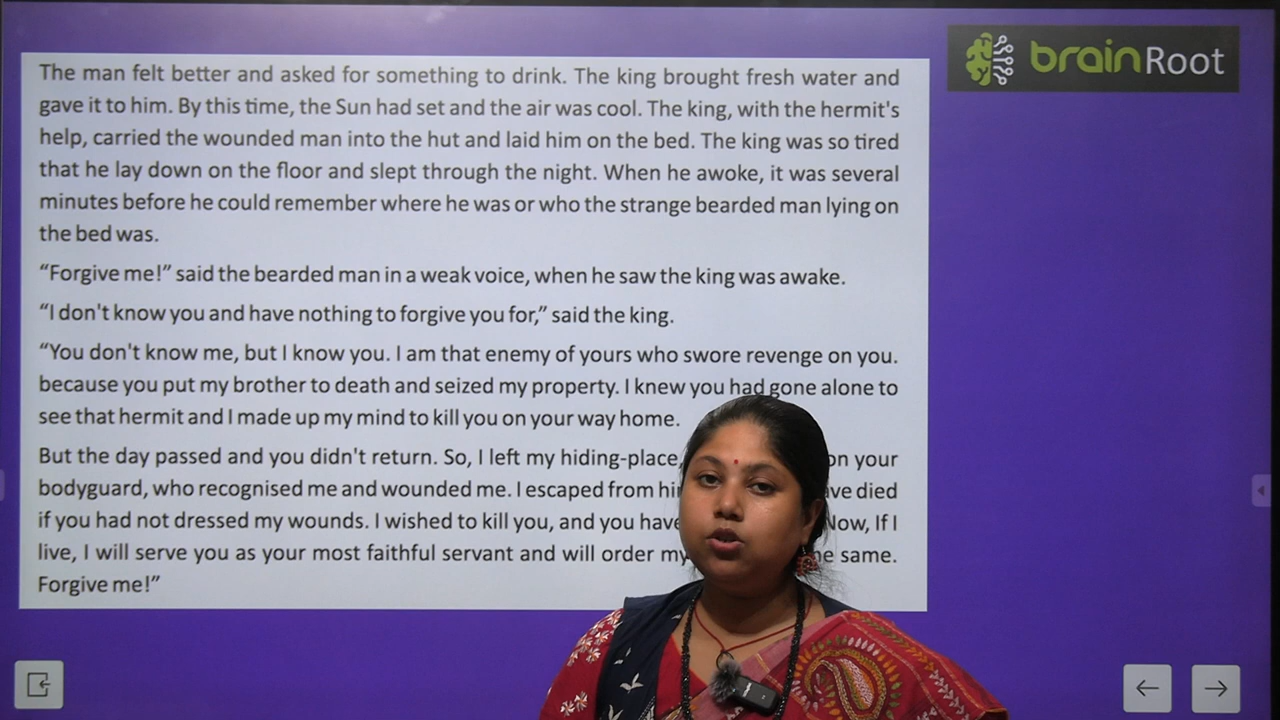 brainRoot
The man felt better and asked for something to drink. The king brought fresh water and
gave it to him. By this time, the Sun had set and the air was cool. The king, with the hermit's
help, carried the wounded man into the hut and laid him on the bed. The king was so tired
that he lay down on the floor and slept through the night. When he awoke, it was several
minutes before he could remember where he was or who the strange bearded man lying on
the bed was.
“Forgive me!” said the bearded man in a weak voice, when he saw the king was awake.
“I don't know you and have nothing to forgive you for,” said the king.
“You don't know me, but I know you. I am that enemy of yours who swore revenge on you.
because you put my brother to death and seized my property. I knew you had gone alone to
see that hermit and I made up my mind to kill you on your way home.
But the day passed and you didn't return. So, I left my hiding-place, on your
bodyguard, who recognised me and wounded me. I escaped from died
if you had not dressed my wounds. I wished to kill you, and you have Now, If I
live, I will serve you as your most faithful servant and will order same.
Forgive me!”